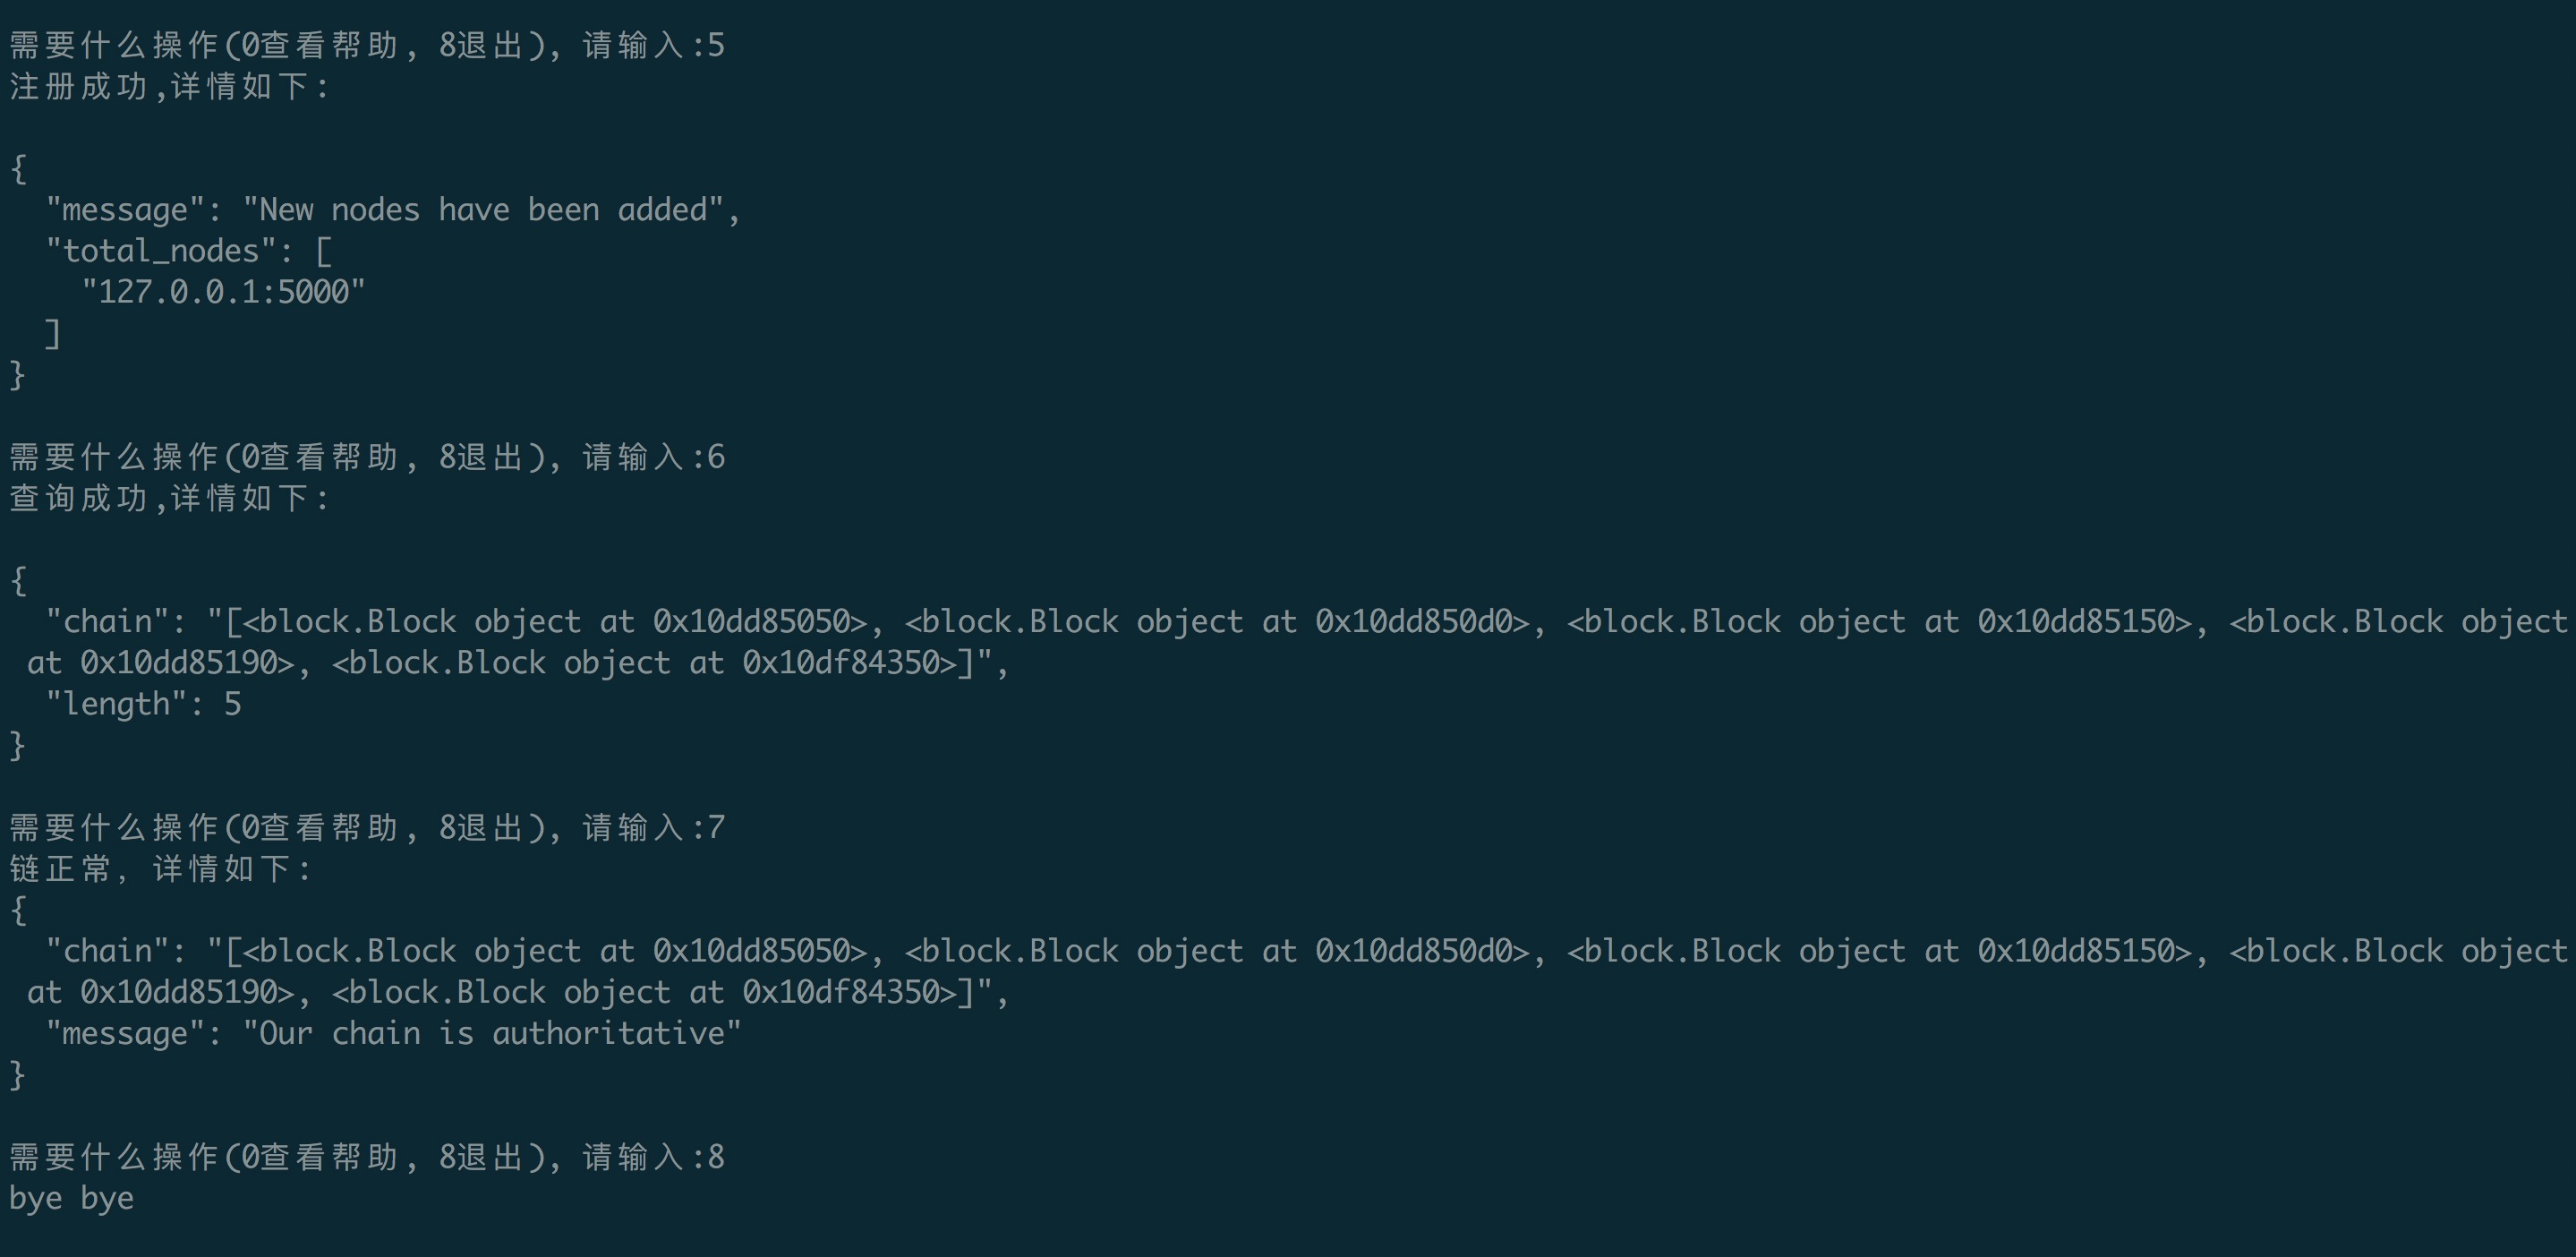 需要什么操作(0查看帮助, 8退出), 请输入:5
注册成功,详情如下:
{
  "message": "New nodes have been added",
  "total_nodes": [
    "127.0.0.1:5000"
  ]
}
需要什么操作(0查看帮助, 8退出), 请输入:6
查询成功,详情如下:
{
  "chain": "[<block.Block object at 0x10dd85050>, <block.Block object at 0x10dd850d0>, <block.Block object at 0x10dd85150>, <block.Block object
 at 0x10dd85190>, <block.Block object at 0x10df84350>]",
  "length": 5
}
需要什么操作(0查看帮助, 8退出), 请输入:7
链正常, 详情如下:
{
  "chain": "[<block.Block object at 0x10dd85050>, <block.Block object at 0x10dd850d0>, <block.Block object at 0x10dd85150>, <block.Block object
 at 0x10dd85190>, <block.Block object at 0x10df84350>]",
  "message": "Our chain is authoritative"
}
需要什么操作(0查看帮助, 8退出), 请输入:8
bye bye